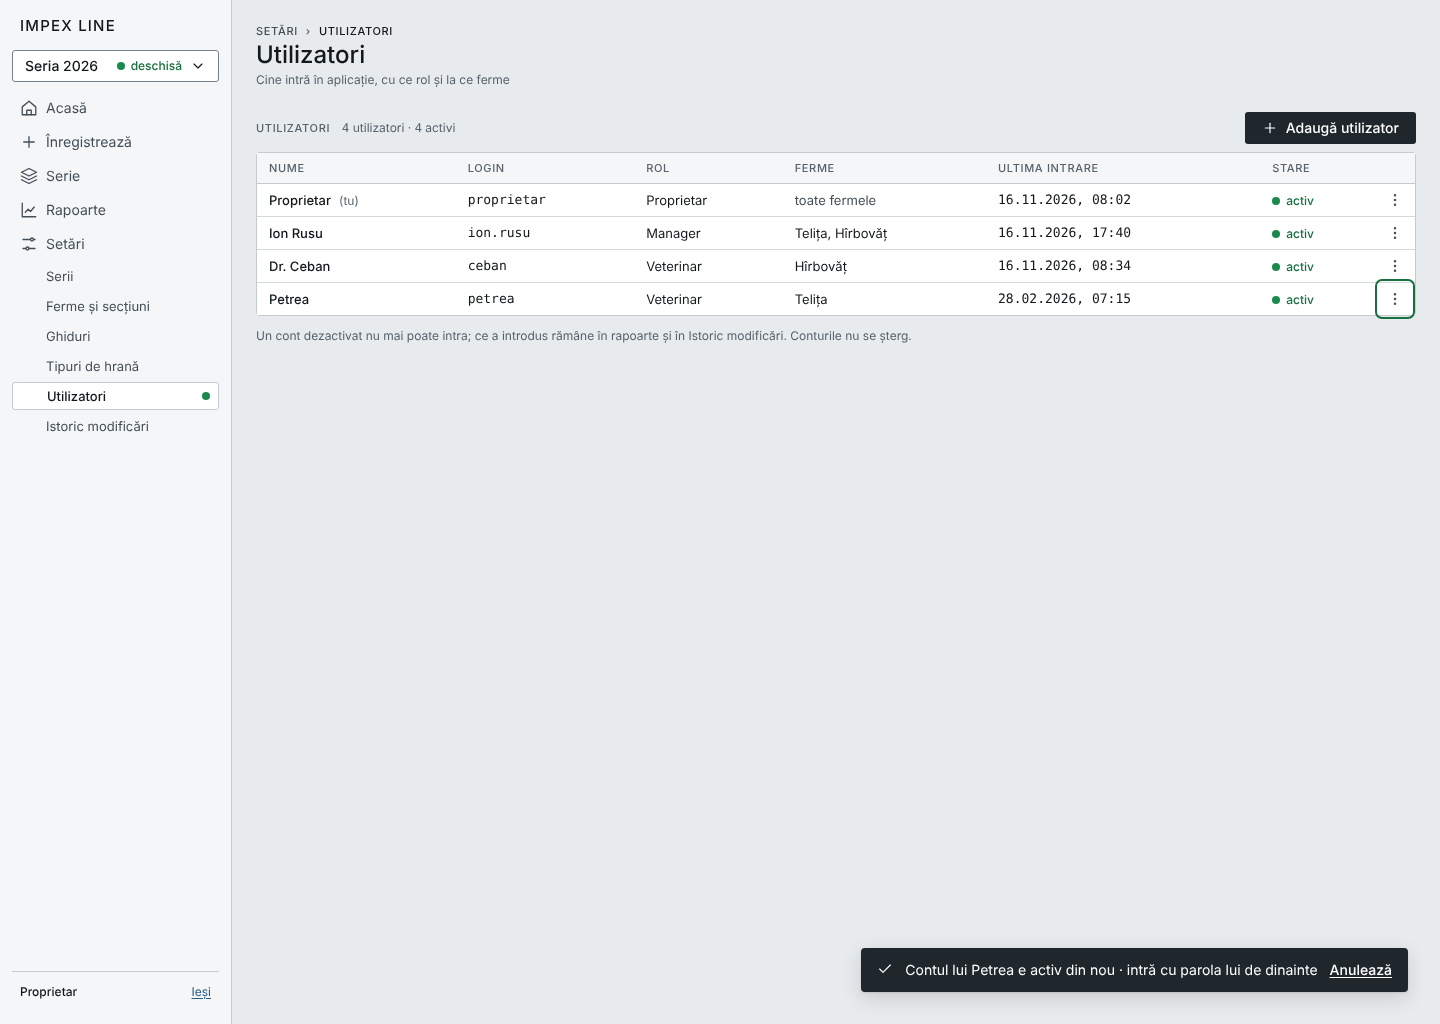 IMPEX LINE
Seria 2026 deschisă
Acasă
Înregistrează
Serie
Rapoarte
Setări
Serii
Ferme și secțiuni
Ghiduri
Tipuri de hrană
Utilizatori
Istoric modificări
Proprietar Ieși
SETĂRI › UTILIZATORI
Utilizatori
Cine intră în aplicație, cu ce rol și la ce ferme
UTILIZATORI 4 utilizatori · 4 activi
+ Adaugă utilizator
NUME LOGIN ROL FERME ULTIMA INTRARE STARE
Proprietar (tu) proprietar Proprietar toate fermele 16.11.2026, 08:02 activ
Ion Rusu ion.rusu Manager Telița, Hîrbovăț 16.11.2026, 17:40 activ
Dr. Ceban ceban Veterinar Hîrbovăț 16.11.2026, 08:34 activ
Petrea petrea Veterinar Telița 28.02.2026, 07:15 activ
Un cont dezactivat nu mai poate intra; ce a introdus rămâne în rapoarte și în Istoric modificări. Conturile nu se șterg.
Contul lui Petrea e activ din nou · intră cu parola lui de dinainte Anulează